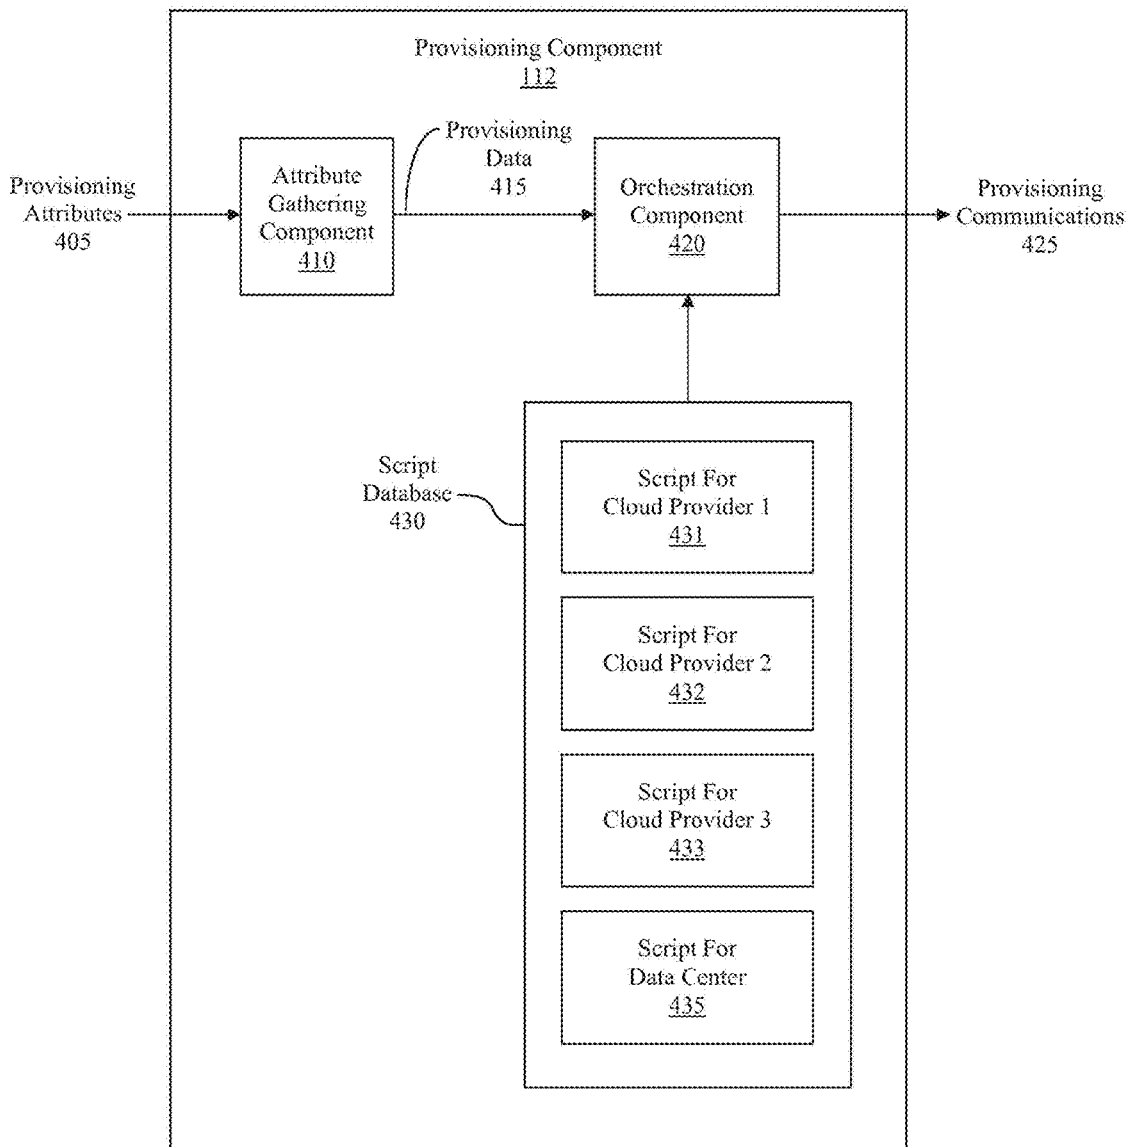 Provisioning Component
112
Provisioning
Attributes
405
Attribute
Gathering
Component
410
Provisioning
Data
415
Orchestration
Component
420
Provisioning
Communications
425
Script
Database
430
Script For
Cloud Provider 1
431
Script For
Cloud Provider 2
432
Script For
Cloud Provider 3
433
Script For
Data Center
435